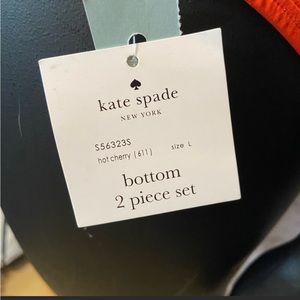 kate spade
NEW YORK
S56323S
hot cherry (611) size L
bottom
2 piece set